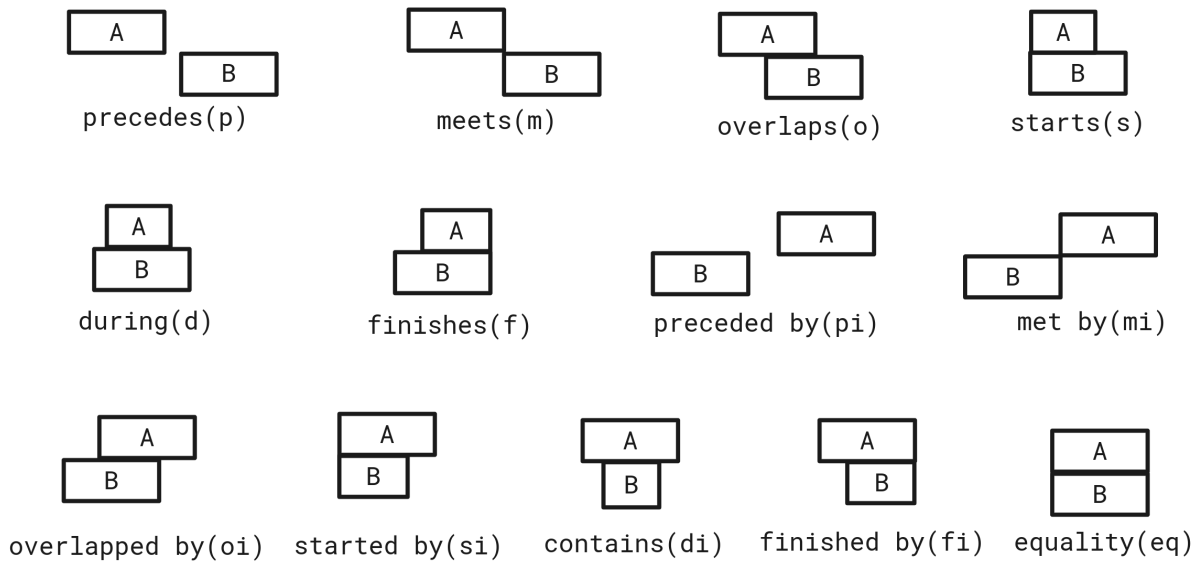 A
B
precedes(p)
A
B
meets(m)
A
B
overlaps(o)
A
B
starts(s)
A
B
during(d)
A
B
finishes(f)
A
B
preceded by(pi)
A
B
met by(mi)
A
B
overlapped by(oi)
A
B
started by(si)
A
B
contains(di)
A
B
finished by(fi)
A
B
equality(eq)